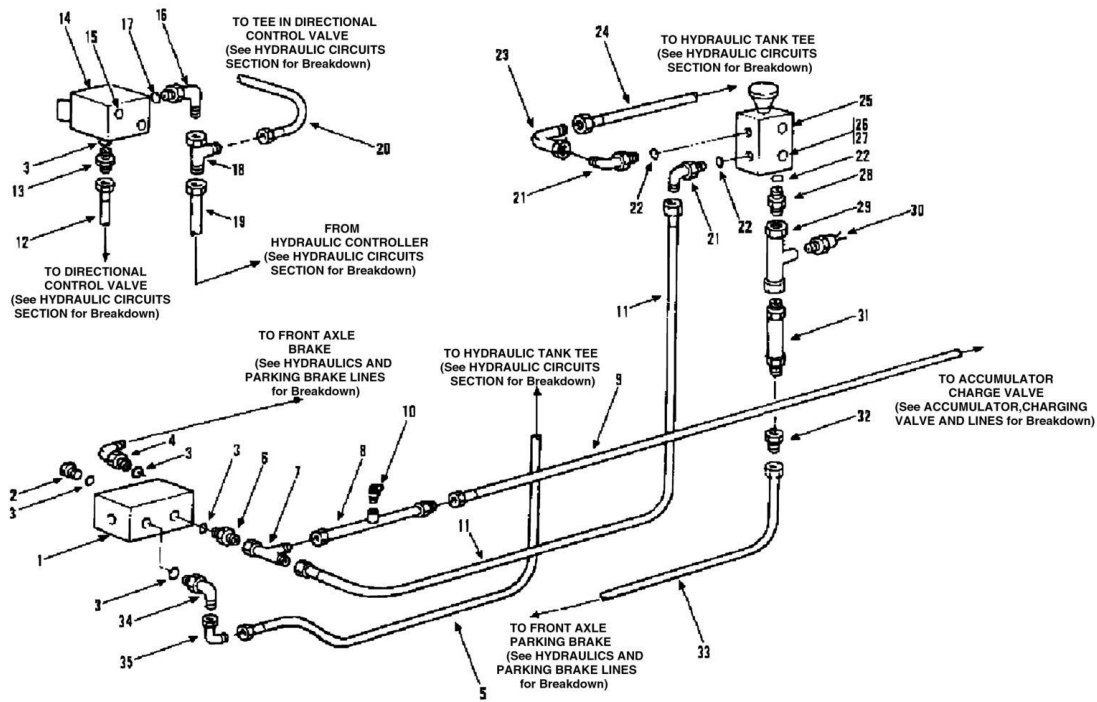 14
15
17
16
TO TEE IN DIRECTIONAL
CONTROL VALVE
(See HYDRAULIC CIRCUITS
SECTION for Breakdown)
3
13
12
18
19
20
TO DIRECTIONAL
CONTROL VALVE
(See HYDRAULIC CIRCUITS
SECTION for Breakdown)
FROM
HYDRAULIC CONTROLLER
(See HYDRAULIC CIRCUITS
SECTION for Breakdown)
23
24
TO HYDRAULIC TANK TEE
(See HYDRAULIC CIRCUITS
SECTION for Breakdown)
25
26
27
22
28
29
30
21
22
21
22
11
31
32
33
TO FRONT AXLE
BRAKE
(See HYDRAULICS AND
PARKING BRAKE LINES
for Breakdown)
TO HYDRAULIC TANK TEE
(See HYDRAULIC CIRCUITS
SECTION for Breakdown)
9
TO ACCUMULATOR
CHARGE VALVE
(See ACCUMULATOR,CHARGING
VALVE AND LINES for Breakdown)
10
4
3
2
3
1
3
6
7
8
11
3
34
35
5
TO FRONT AXLE
PARKING BRAKE
(See HYDRAULICS AND
PARKING BRAKE LINES
for Breakdown)